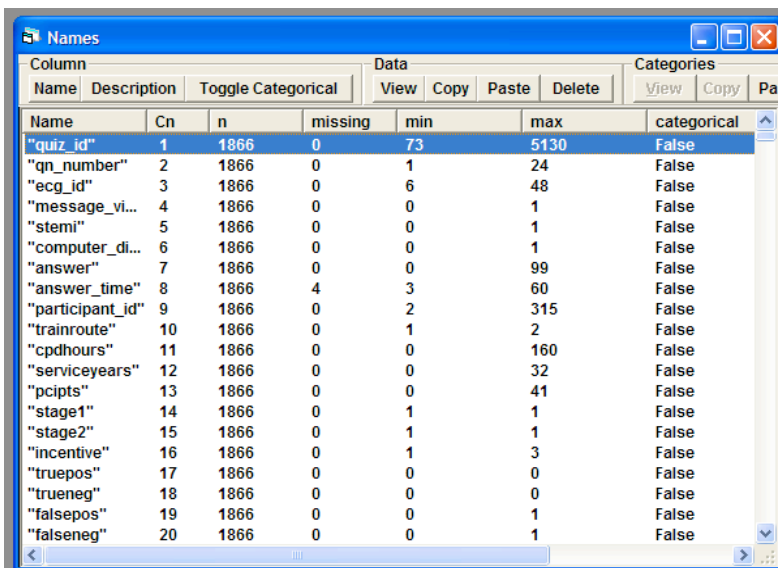 Names
Column Data Categories
Name Description Toggle Categorical View Copy Paste Delete View Copy Pa
Name Cn n missing min max categorical
"quiz_id" 1 1866 0 73 5130 False
"qn_number" 2 1866 0 1 24 False
"ecg_id" 3 1866 0 6 48 False
"message_vi... 4 1866 0 0 1 False
"stemi" 5 1866 0 0 1 False
"computer_di... 6 1866 0 0 1 False
"answer" 7 1866 0 0 99 False
"answer_time" 8 1866 4 3 60 False
"participant_id" 9 1866 0 2 315 False
"trainroute" 10 1866 0 1 2 False
"cpdhours" 11 1866 0 0 160 False
"serviceyears" 12 1866 0 0 32 False
"pcipts" 13 1866 0 0 41 False
"stage1" 14 1866 0 1 1 False
"stage2" 15 1866 0 1 1 False
"incentive" 16 1866 0 1 3 False
"truepos" 17 1866 0 0 0 False
"trueneg" 18 1866 0 0 0 False
"falsepos" 19 1866 0 0 1 False
"falseneg" 20 1866 0 0 1 False